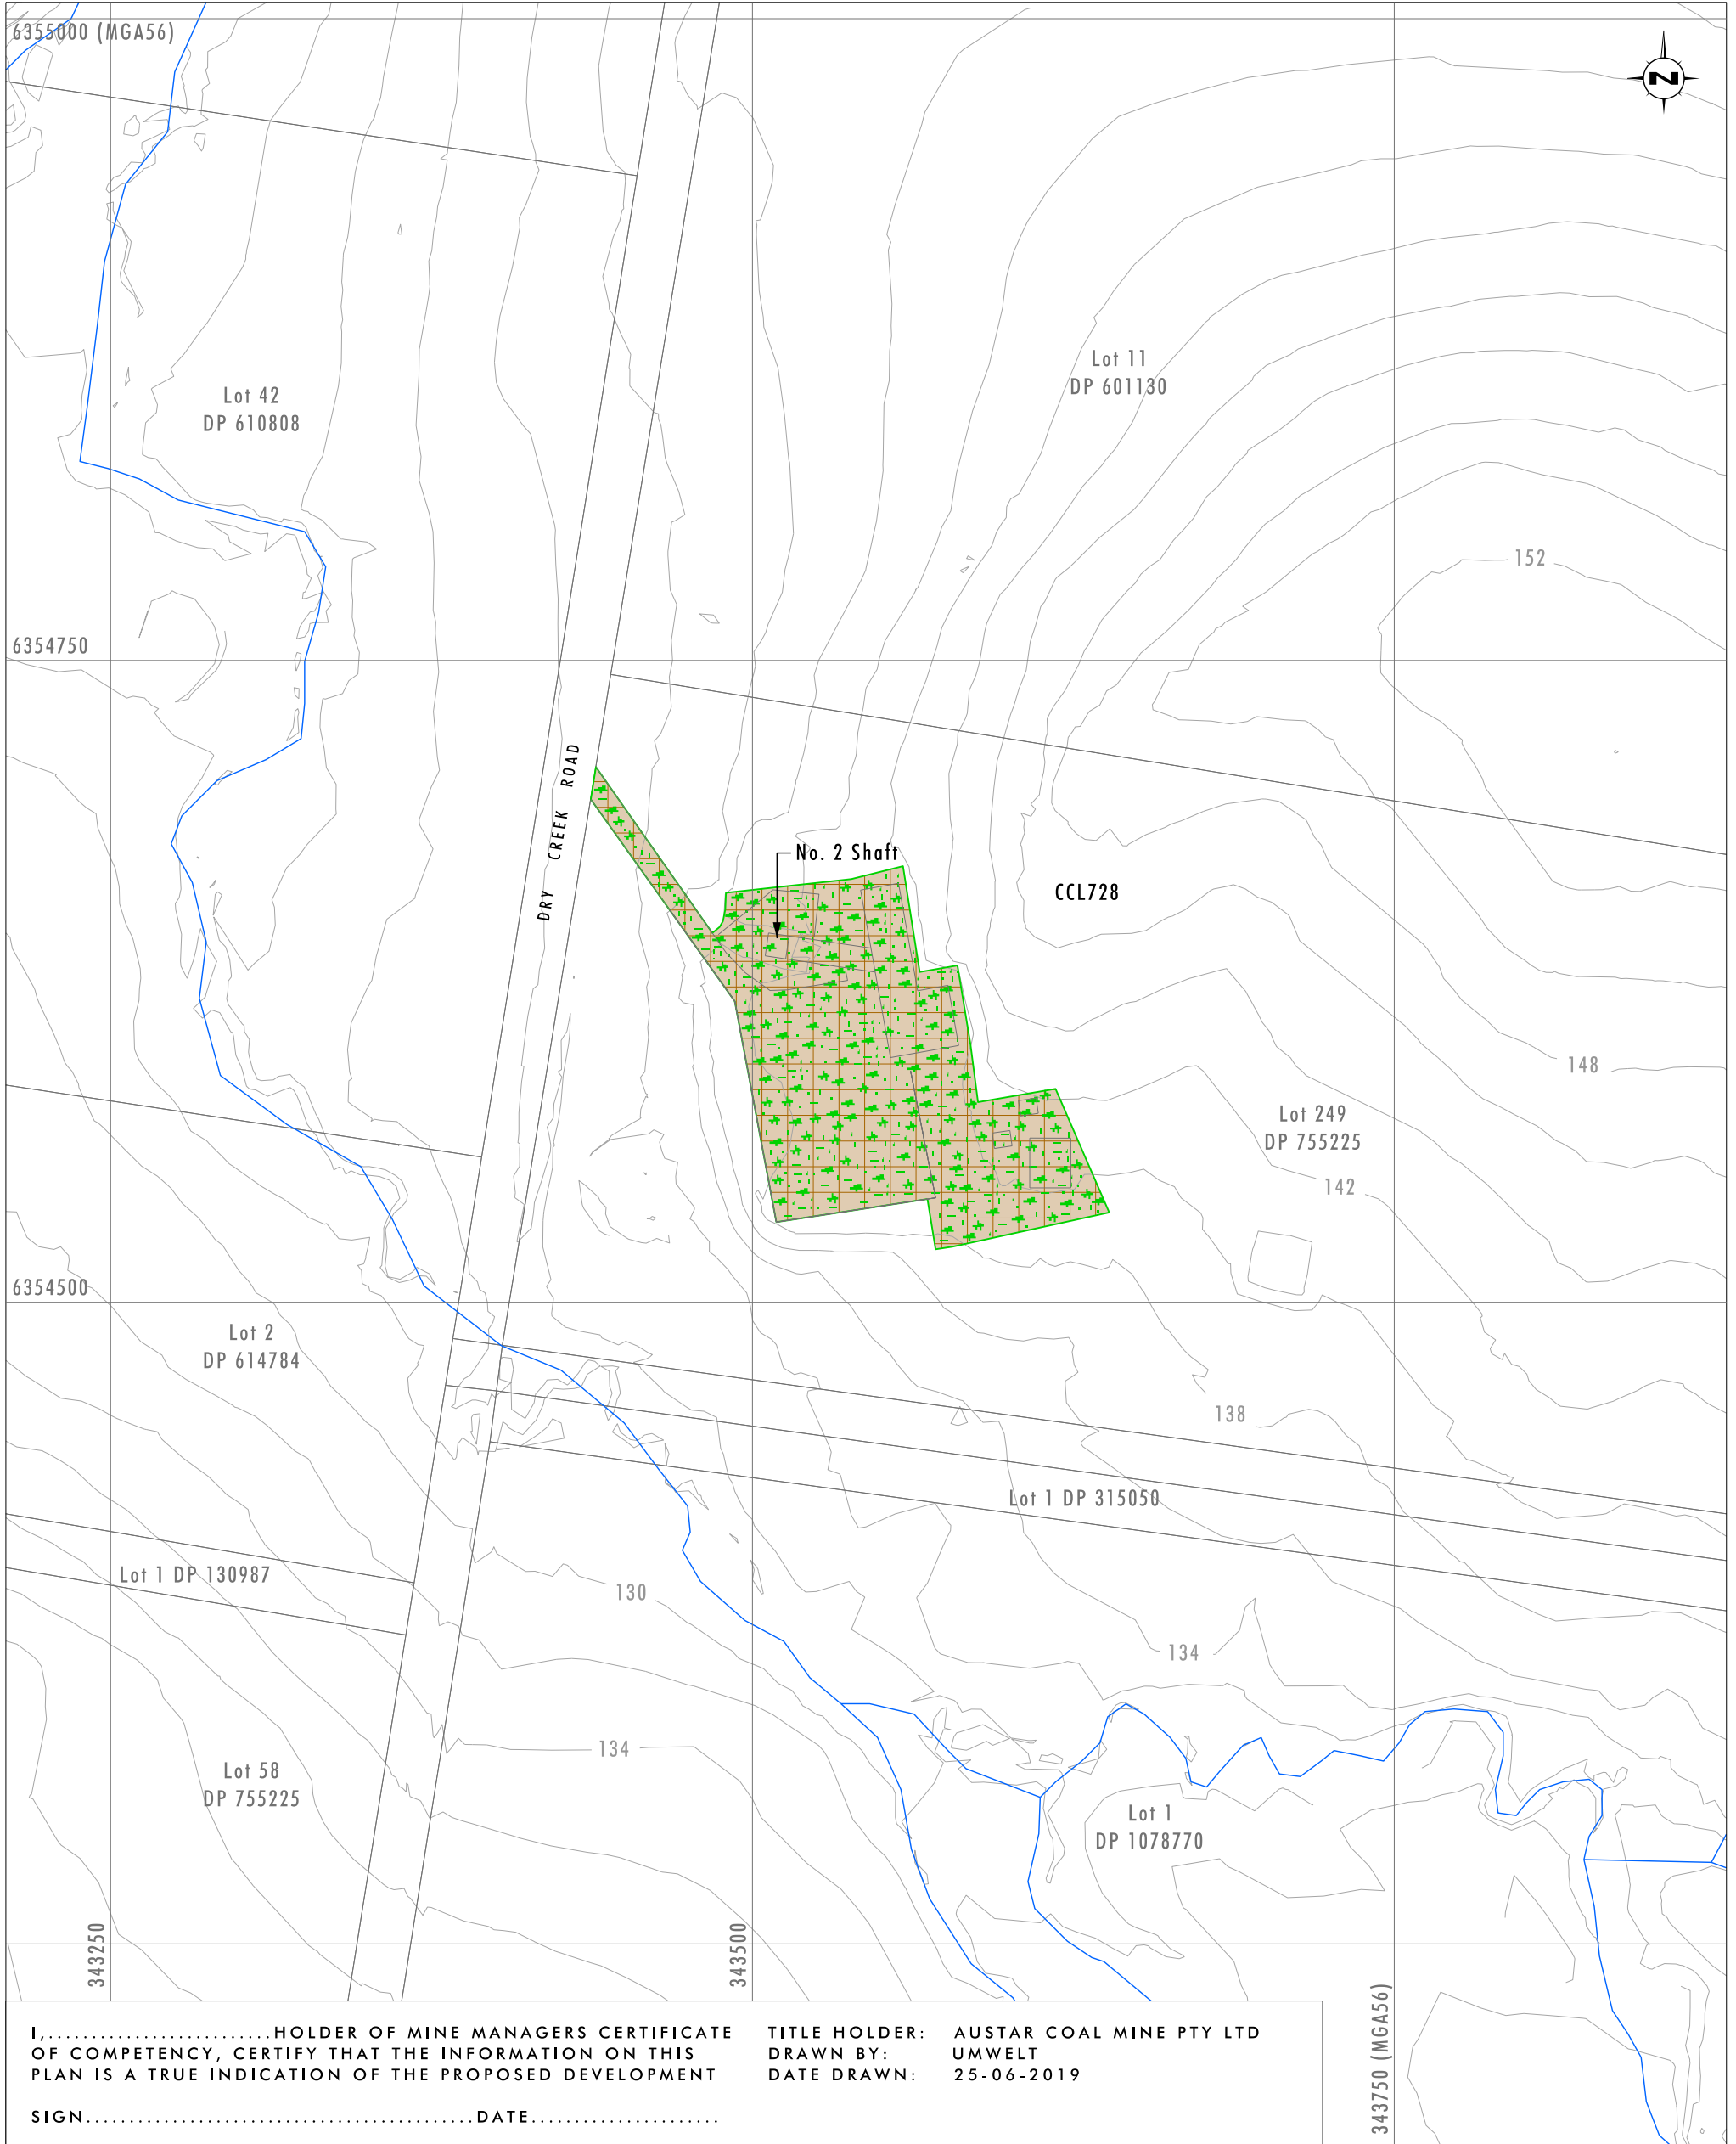 6355000 (MGA56)
N
Lot 11
DP 601130
Lot 42
DP 610808
152
6354750
DRY CREEK ROAD
No. 2 Shaft
CCL728
148
Lot 249
DP 755225
142
6354500
Lot 2
DP 614784
138
Lot 1 DP 315050
Lot 1 DP 130987
130
134
134
Lot 58
DP 755225
Lot 1
DP 1078770
343250
343500
343750 (MGA56)
I,..........................HOLDER OF MINE MANAGERS CERTIFICATE
OF COMPETENCY, CERTIFY THAT THE INFORMATION ON THIS
PLAN IS A TRUE INDICATION OF THE PROPOSED DEVELOPMENT
SIGN.............................................DATE......................
TITLE HOLDER: AUSTAR COAL MINE PTY LTD
DRAWN BY: UMWELT
DATE DRAWN: 25-06-2019